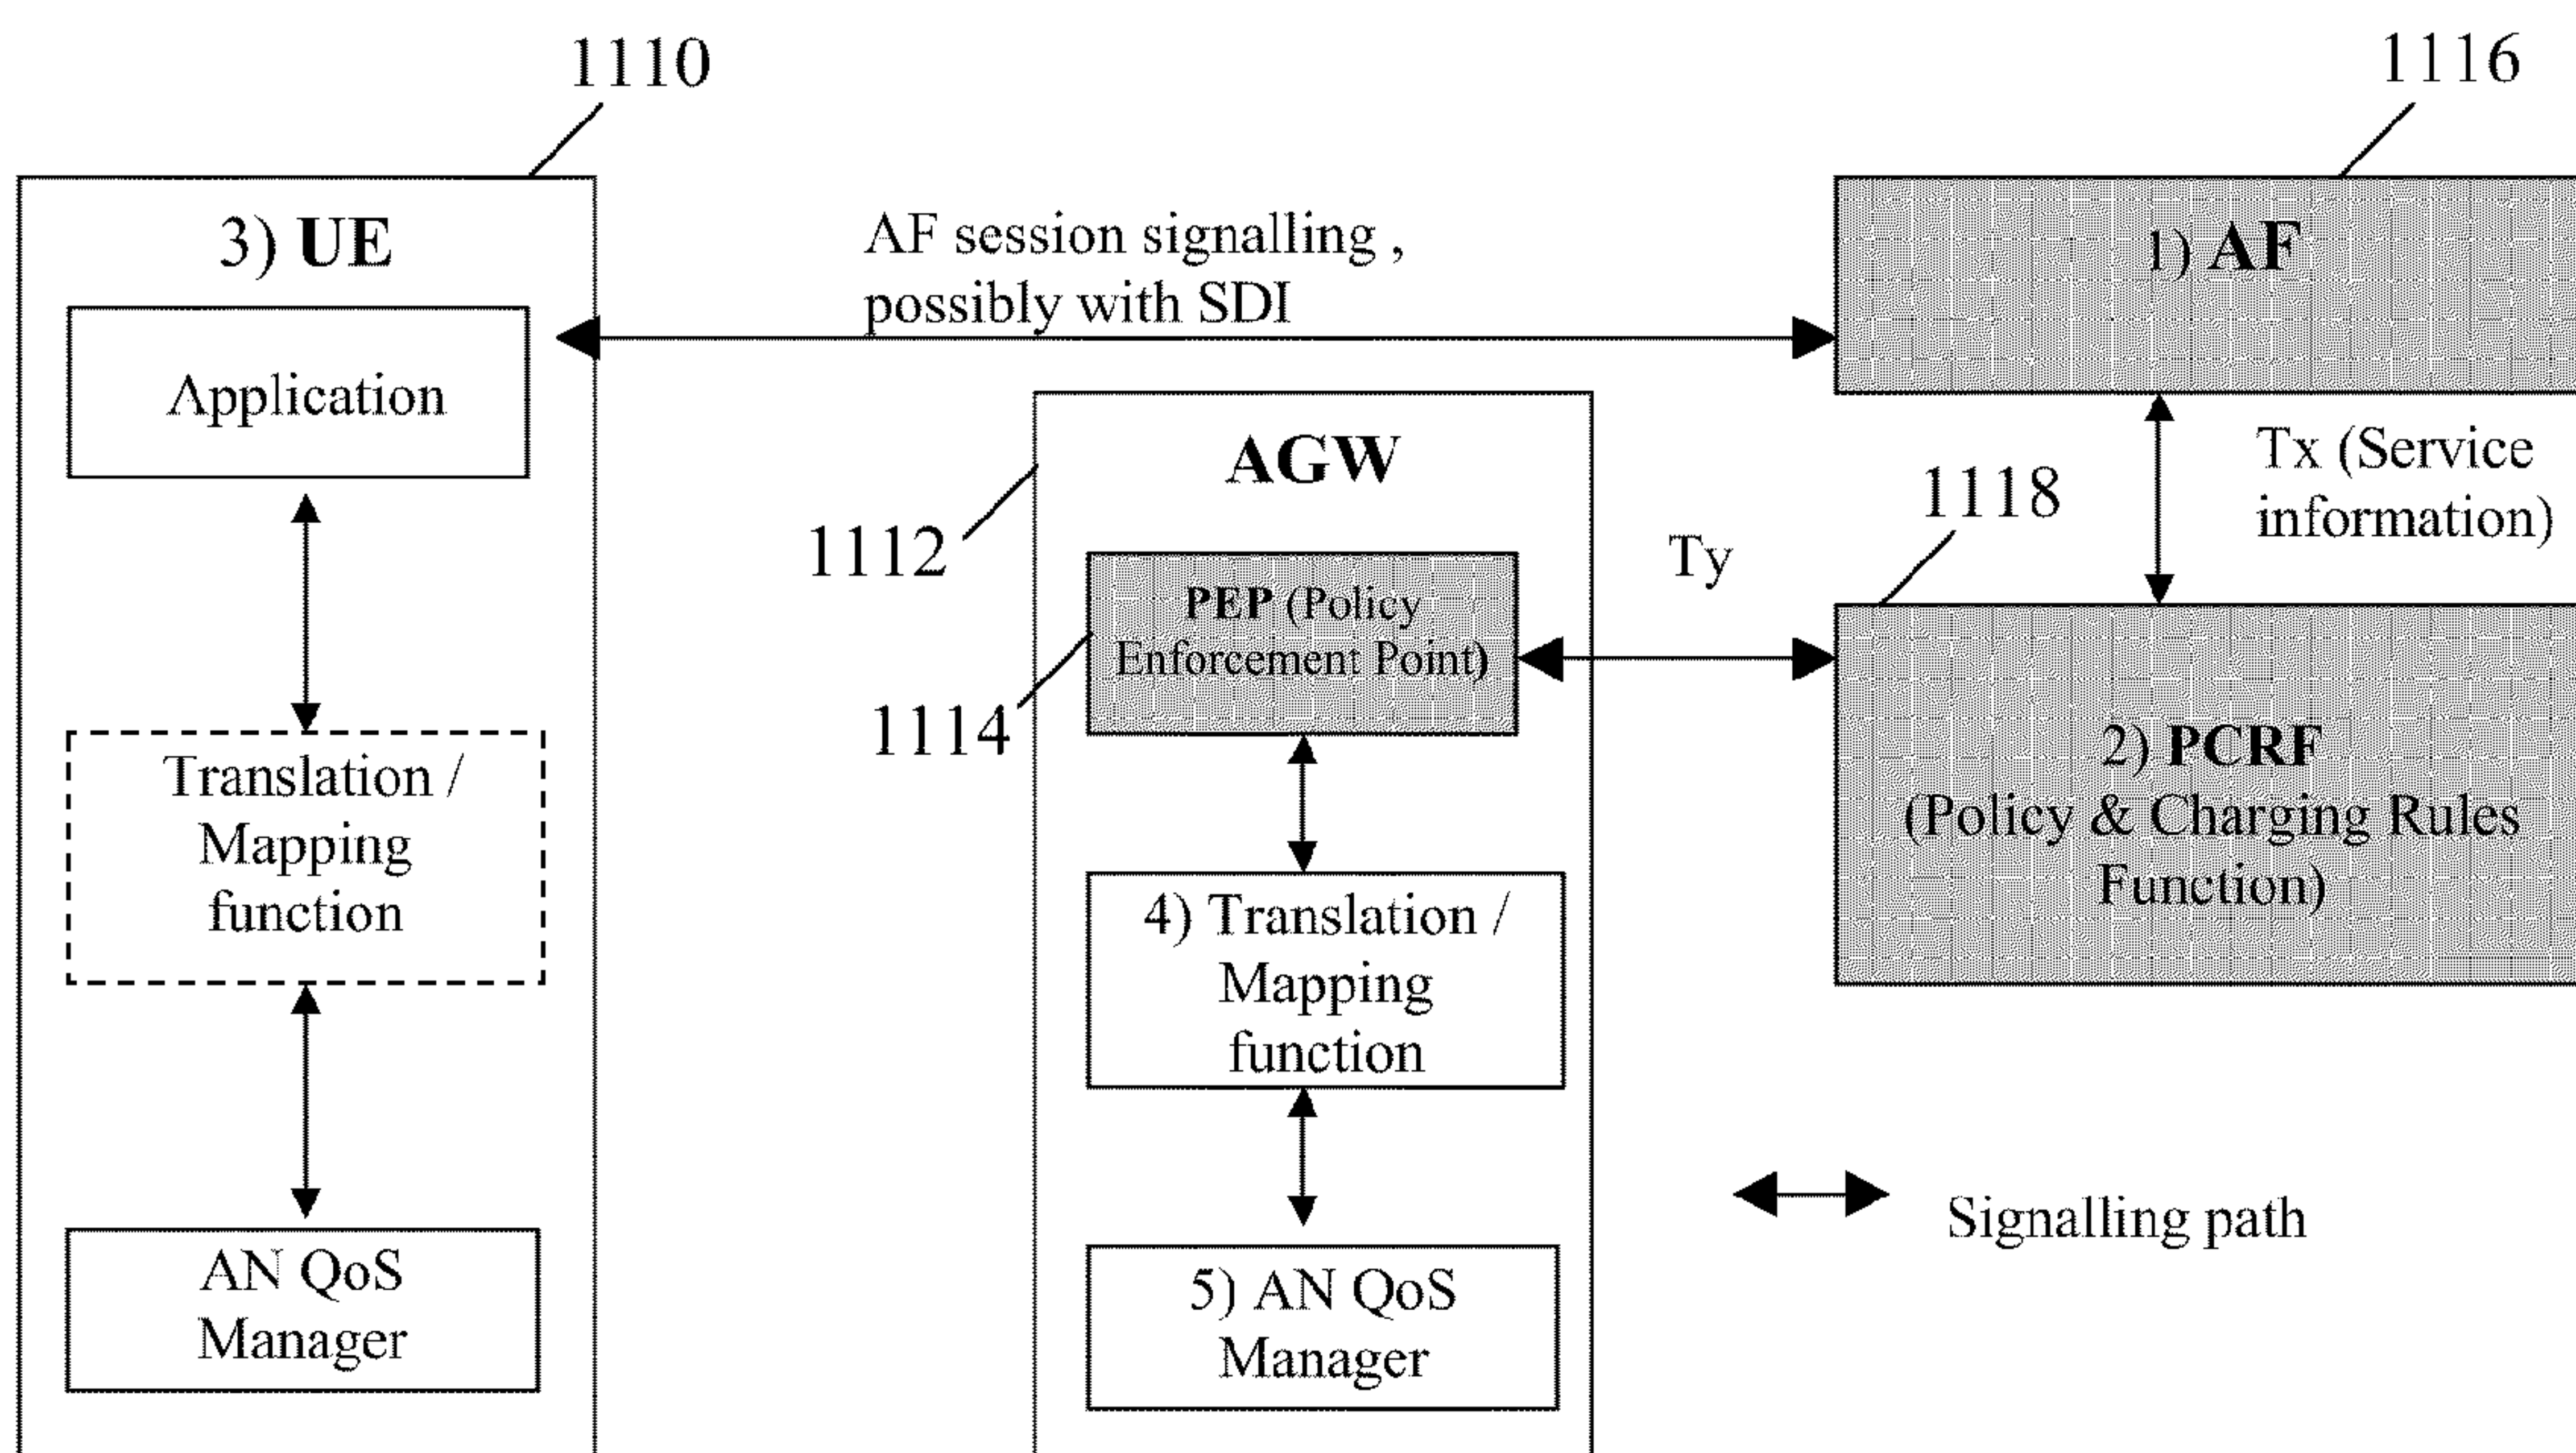 1110
1116
3) UE
AF session signalling ,
possibly with SDI
1) AF
Application
AGW
Tx (Service
information)
1118
1112
Ty
PEP (Policy
Enforcement Point)
1114
2) PCRF
(Policy & Charging Rules
Function)
Translation /
Mapping
function
4) Translation /
Mapping
function
Signalling path
AN QoS
Manager
5) AN QoS
Manager